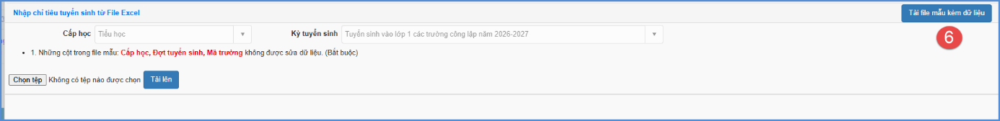 Nhập chỉ tiêu tuyển sinh từ File Excel
Tải file mẫu kèm dữ liệu
Cấp học Tiểu học Kỳ tuyển sinh Tuyển sinh vào lớp 1 các trường công lập năm 2026-2027
6
1. Những cột trong file mẫu: Cấp học, Đợt tuyển sinh, Mã trường không được sửa dữ liệu. (Bắt buộc)
Chọn tệp Không có tệp nào được chọn Tải lên